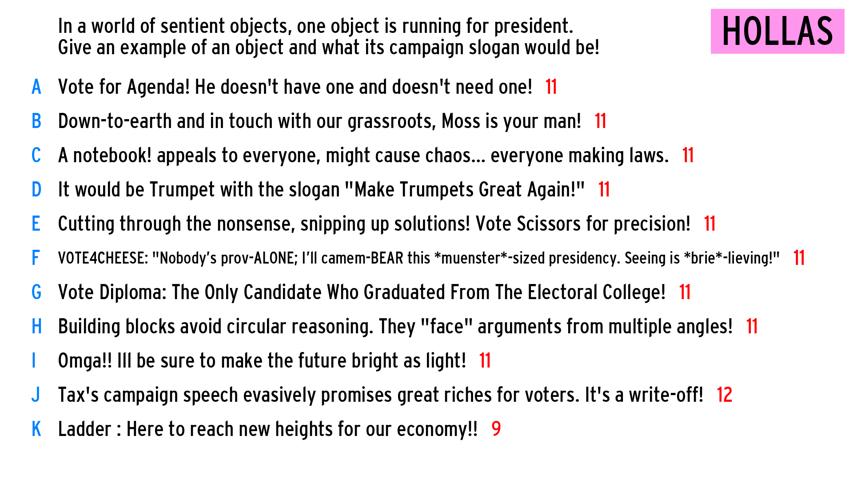 In a world of sentient objects, one object is running for president.
Give an example of an object and what its campaign slogan would be!
HOLLAS
A Vote for Agenda! He doesn't have one and doesn't need one! 11
B Down-to-earth and in touch with our grassroots, Moss is your man! 11
C A notebook! appeals to everyone, might cause chaos... everyone making laws. 11
D It would be Trumpet with the slogan "Make Trumpets Great Again!" 11
E Cutting through the nonsense, snipping up solutions! Vote Scissors for precision! 11
F VOTE4CHEESE: "Nobody's prov-ALONE; I'll camem-BEAR this *muenster*-sized presidency. Seeing is *brie*-lieving!" 11
G Vote Diploma: The Only Candidate Who Graduated From The Electoral College! 11
H Building blocks avoid circular reasoning. They "face" arguments from multiple angles! 11
I Omga!! Ill be sure to make the future bright as light! 11
J Tax's campaign speech evasively promises great riches for voters. It's a write-off! 12
K Ladder : Here to reach new heights for our economy!! 9